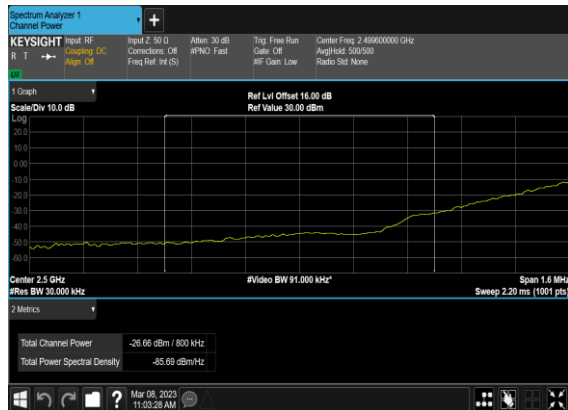 Spectrum Analyzer 1
Channel Power
KEYSIGHT
R T
LXI
Input: RF
Coupling: DC
Align: Off
Input Z: 50 Ω
Corrections: Off
Freq Ref: Int (S)
Atten: 30 dB
#PNO: Fast
Trig: Free Run
Gate: Off
#IF Gain: Low
Center Freq: 2.499600000 GHz
Avg|Hold: 500/500
Radio Std: None
1 Graph
Scale/Div 10.0 dB
Ref Lvl Offset 16.00 dB
Ref Value 30.00 dBm
Log
20.0
10.0
0.00
-10.0
-20.0
-30.0
-40.0
-50.0
-60.0
Center 2.5 GHz
#Res BW 30.000 kHz
#Video BW 91.000 kHz*
Span 1.6 MHz
Sweep 2.20 ms (1001 pts)
2 Metrics
Total Channel Power -26.66 dBm / 800 kHz
Total Power Spectral Density -85.69 dBm/Hz
?
Mar 08, 2023
11:03:28 AM